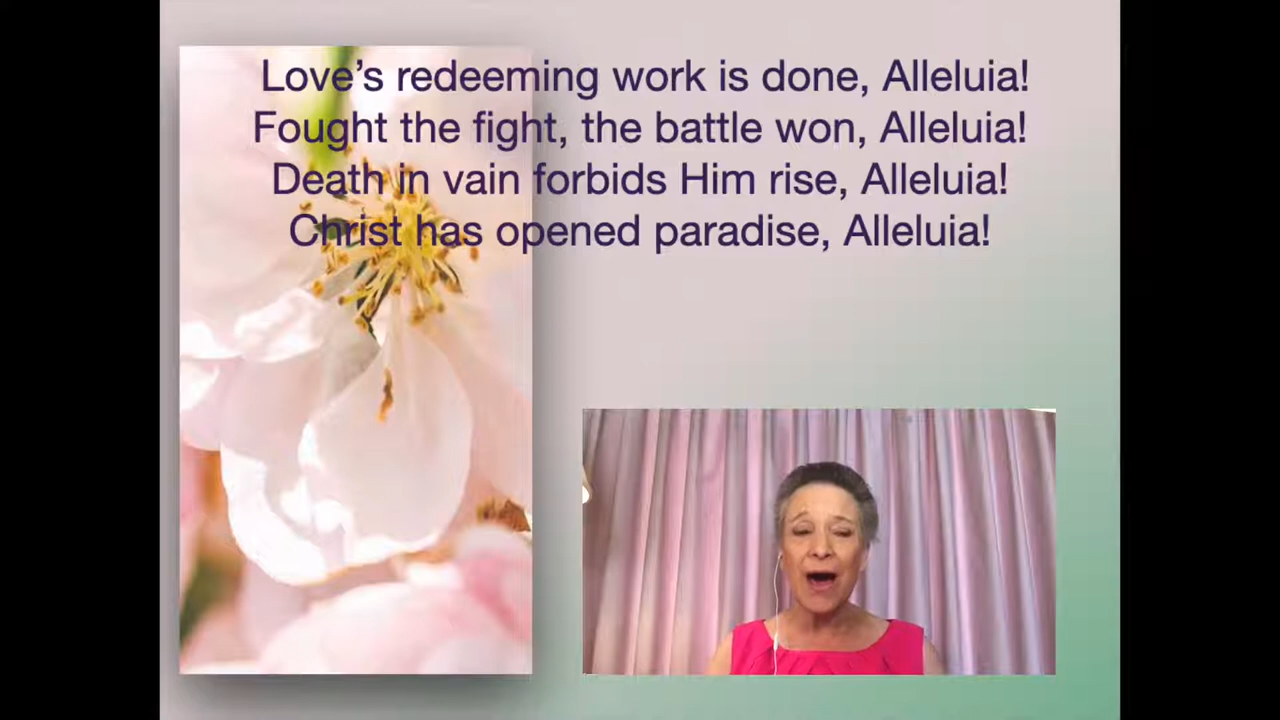 Love’s redeeming work is done, Alleluia!
Fought the fight, the battle won, Alleluia!
Death in vain forbids Him rise, Alleluia!
Christ has opened paradise, Alleluia!